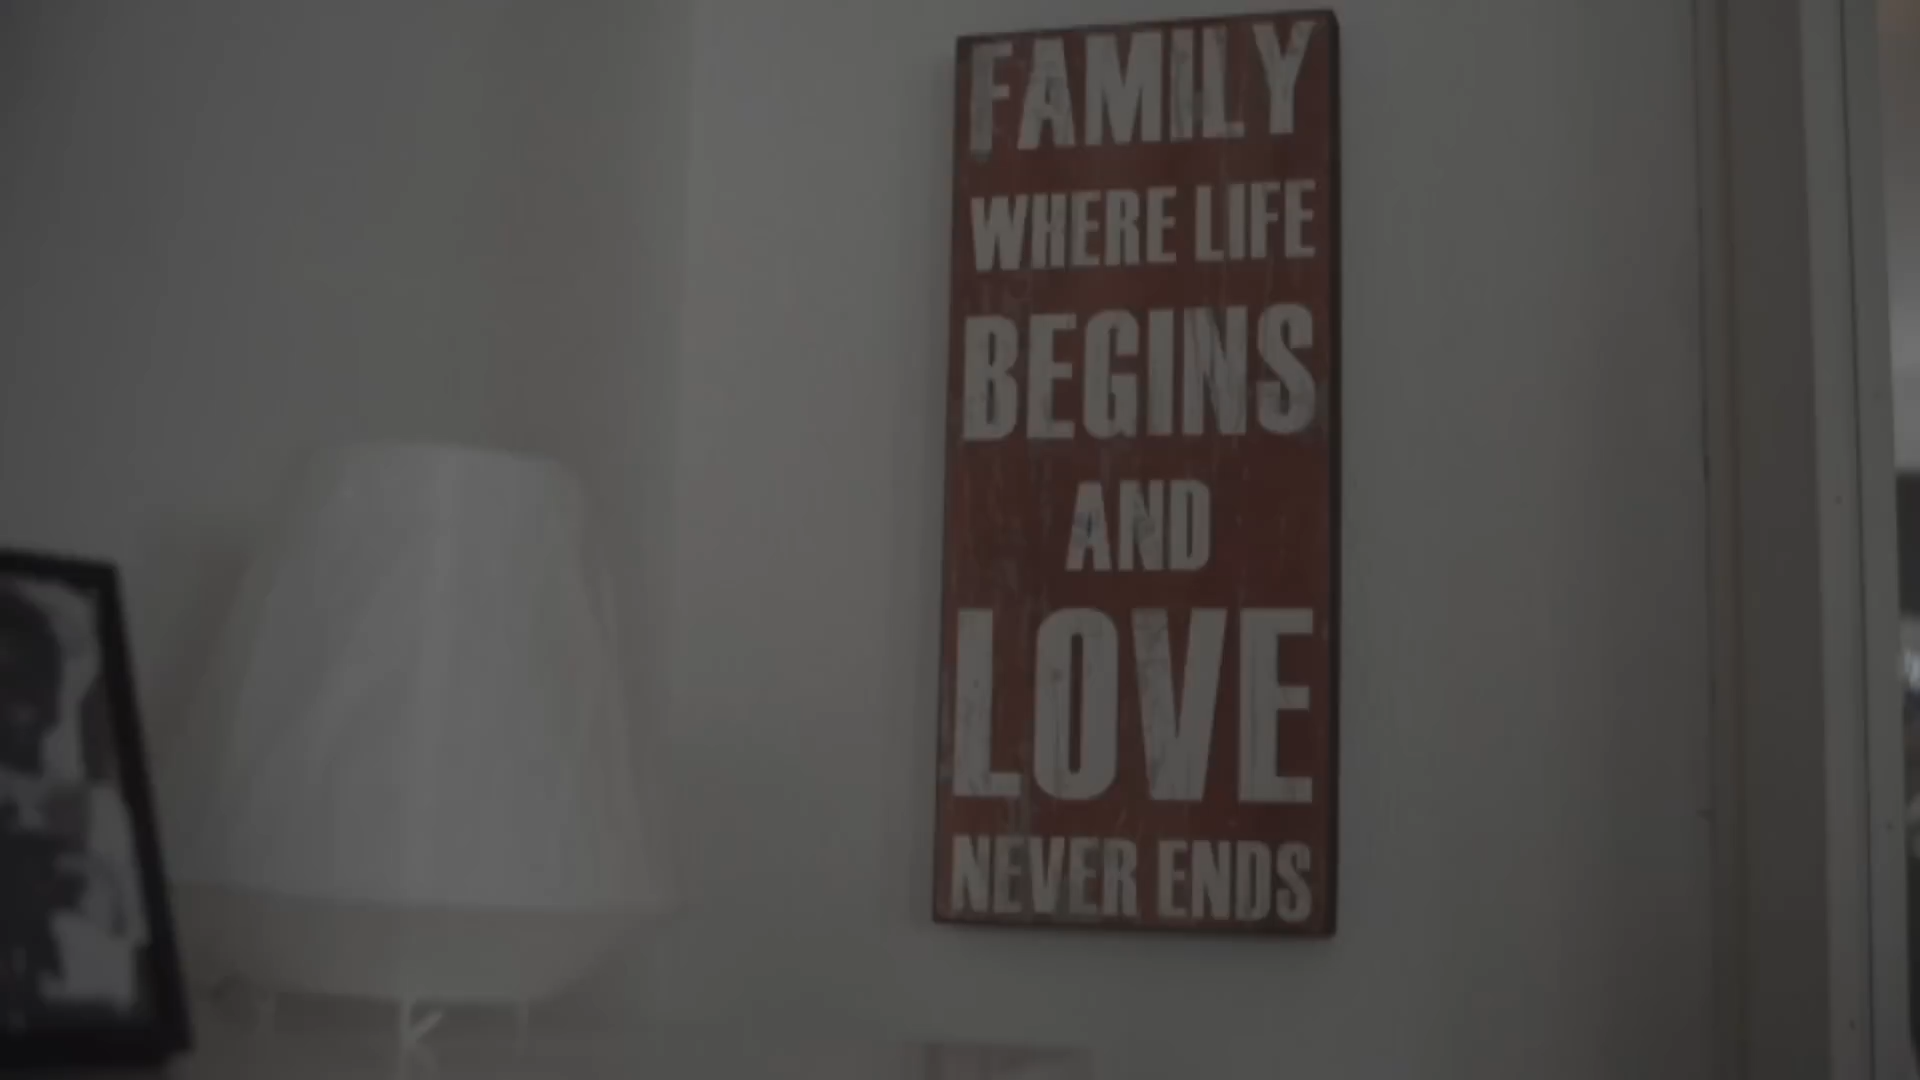 FAMILY
WHERE LIFE
BEGINS
AND
LOVE
NEVER ENDS